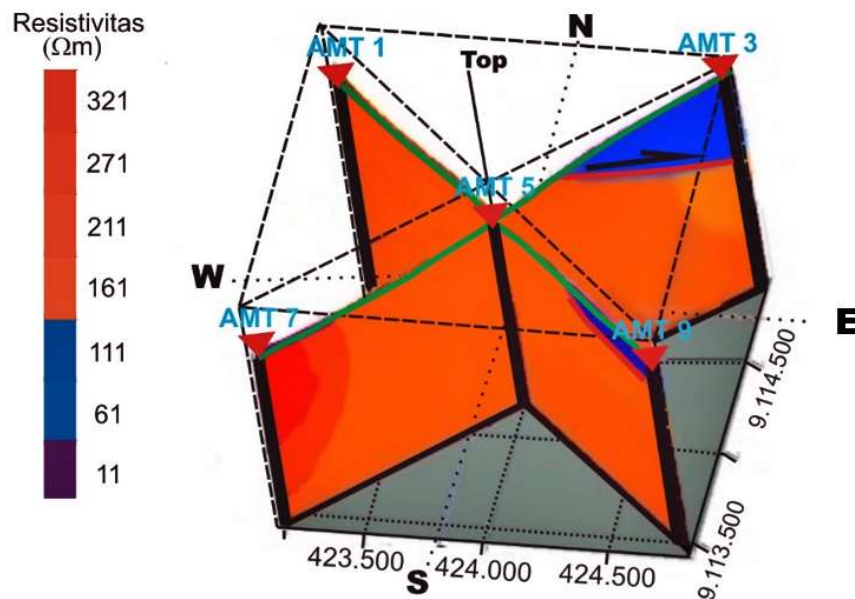 Resistivitas
(Ωm)
321
271
211
161
111
61
11
AMT 1
N
AMT 3
Top
AMT 5
W
E
AMT 7
AMT 9
9.114.500
9.113.500
423.500
424.000
424.500
S